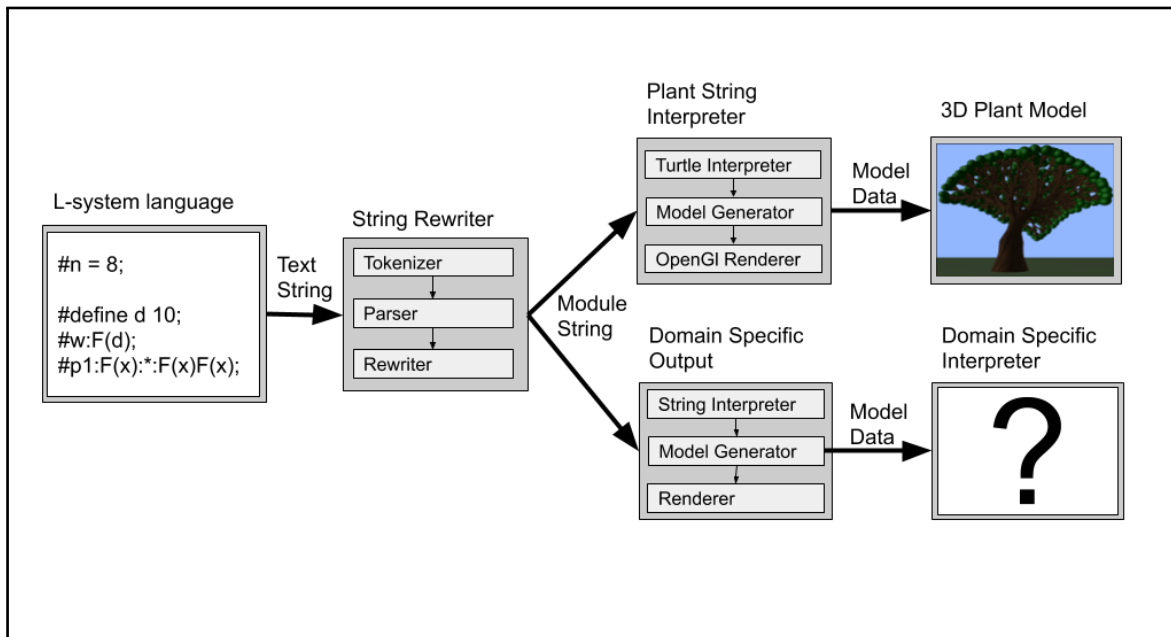 L-system language
#n = 8;
#define d 10;
#w:F(d);
#p1:F(x):*:F(x)F(x);
Text
String
String Rewriter
Tokenizer
Parser
Rewriter
Module
String
Plant String
Interpreter
Turtle Interpreter
Model Generator
OpenGl Renderer
Model
Data
3D Plant Model
Domain Specific
Output
String Interpreter
Model Generator
Renderer
Model
Data
Domain Specific
Interpreter
?